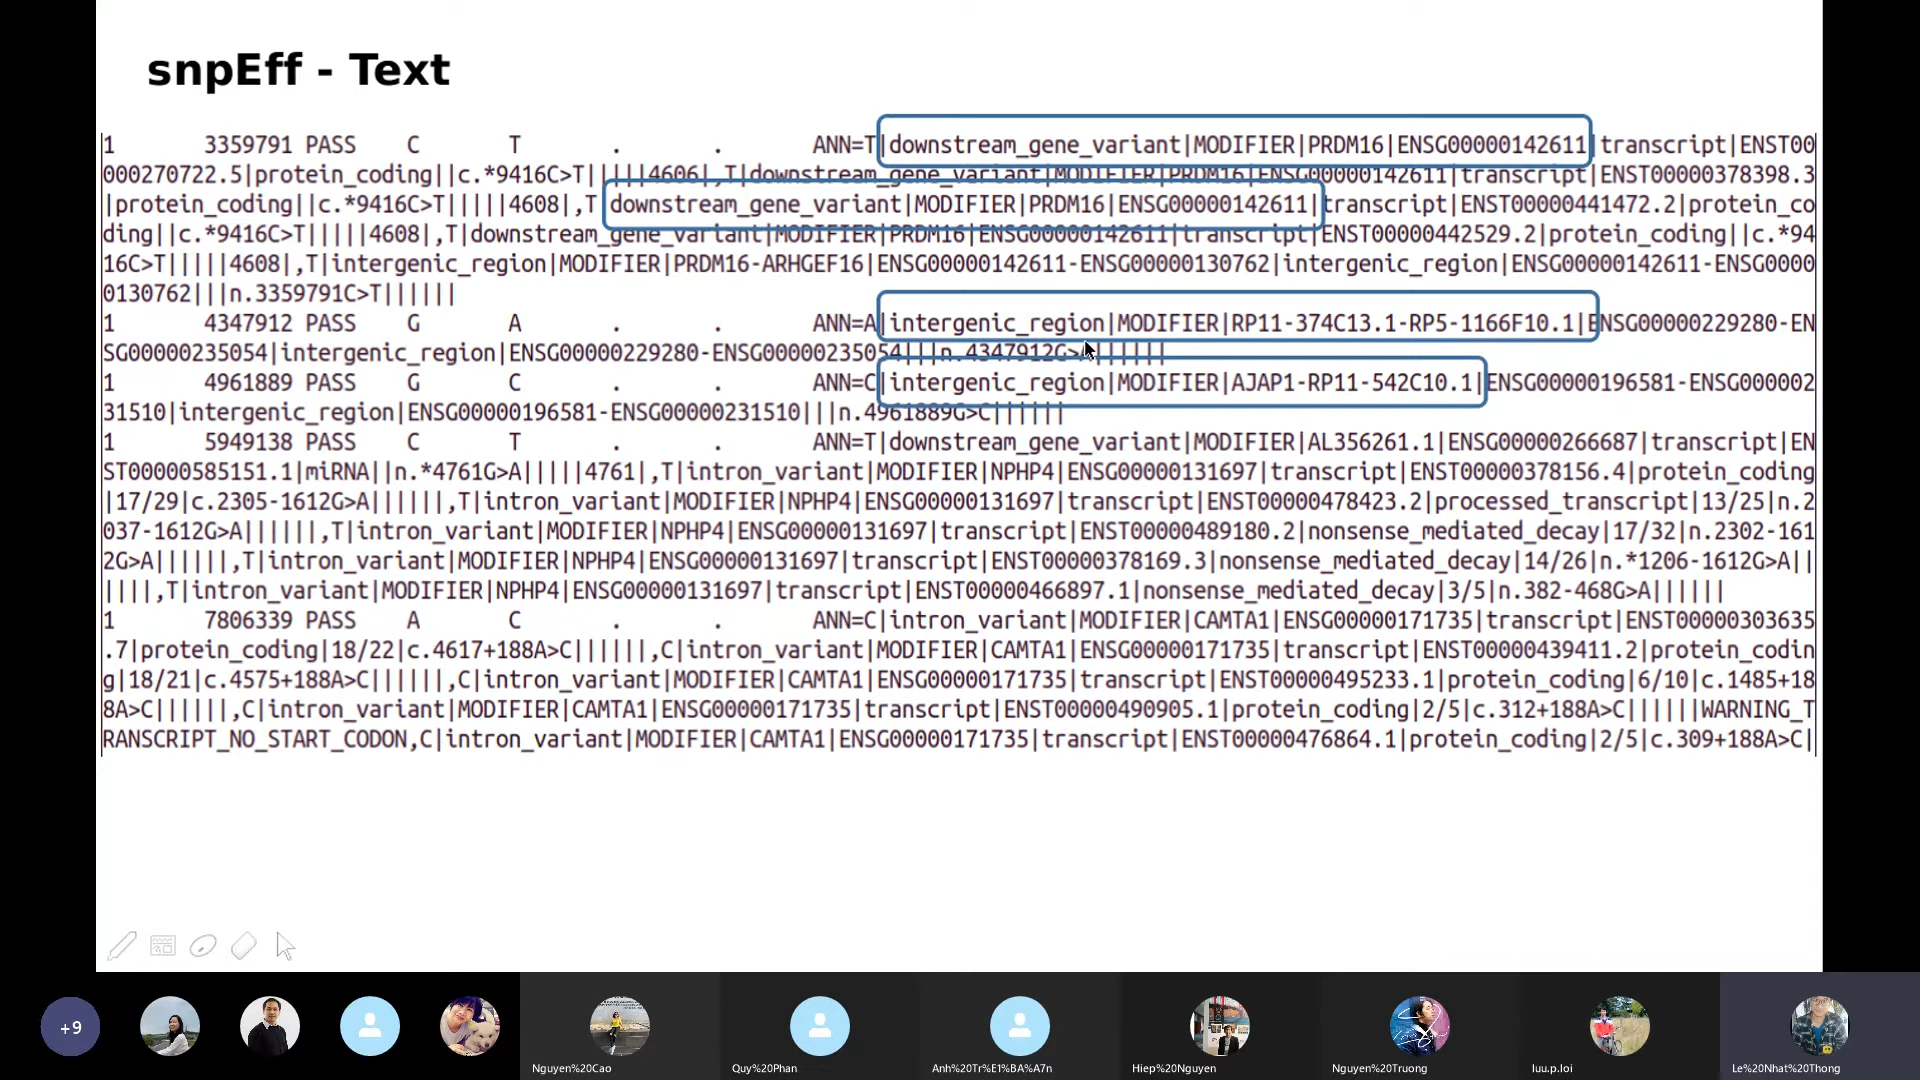 snpEff - Text
1 3359791 PASS C T . . ANN=T|downstream_gene_variant|MODIFIER|PRDM16|ENSG00000142611|transcript|ENST00
000270722.5|protein_coding||c.*9416C>T|||||4606|,T|downstream_gene_variant|MODIFIER|PRDM16|ENSG00000142611|transcript|ENST00000378398.3
|protein_coding||c.*9416C>T|||||4608|,T downstream_gene_variant|MODIFIER|PRDM16|ENSG00000142611|transcript|ENST00000441472.2|protein_co
ding||c.*9416C>T|||||4608|,T|downstream_gene_variant|MODIFIER|PRDM16|ENSG00000142611|transcript|ENST00000442529.2|protein_coding||c.*94
16C>T|||||4608|,T|intergenic_region|MODIFIER|PRDM16-ARHGEF16|ENSG00000142611-ENSG00000130762|intergenic_region|ENSG00000142611-ENSG0000
0130762|||n.3359791C>T||||||
1 4347912 PASS G A . . ANN=A|intergenic_region|MODIFIER|RP11-374C13.1-RP5-1166F10.1|ENSG00000229280-EN
SG00000235054|intergenic_region|ENSG00000229280-ENSG00000235054|||n.4347912G>A||||||
1 4961889 PASS G C . . ANN=C|intergenic_region|MODIFIER|AJAP1-RP11-542C10.1|ENSG00000196581-ENSG000002
31510|intergenic_region|ENSG00000196581-ENSG00000231510|||n.4961889G>C||||||
1 5949138 PASS C T . . ANN=T|downstream_gene_variant|MODIFIER|AL356261.1|ENSG00000266687|transcript|EN
ST00000585151.1|miRNA||n.*4761G>A|||||4761|,T|intron_variant|MODIFIER|NPHP4|ENSG00000131697|transcript|ENST00000378156.4|protein_coding
|17/29|c.2305-1612G>A||||||,T|intron_variant|MODIFIER|NPHP4|ENSG00000131697|transcript|ENST00000478423.2|processed_transcript|13/25|n.2
037-1612G>A||||||,T|intron_variant|MODIFIER|NPHP4|ENSG00000131697|transcript|ENST00000489180.2|nonsense_mediated_decay|17/32|n.2302-161
2G>A||||||,T|intron_variant|MODIFIER|NPHP4|ENSG00000131697|transcript|ENST00000378169.3|nonsense_mediated_decay|14/26|n.*1206-1612G>A||
||||,T|intron_variant|MODIFIER|NPHP4|ENSG00000131697|transcript|ENST00000466897.1|nonsense_mediated_decay|3/5|n.382-468G>A||||||
1 7806339 PASS A C . . ANN=C|intron_variant|MODIFIER|CAMTA1|ENSG00000171735|transcript|ENST00000303635
.7|protein_coding|18/22|c.4617+188A>C||||||,C|intron_variant|MODIFIER|CAMTA1|ENSG00000171735|transcript|ENST00000439411.2|protein_codin
g|18/21|c.4575+188A>C||||||,C|intron_variant|MODIFIER|CAMTA1|ENSG00000171735|transcript|ENST00000495233.1|protein_coding|6/10|c.1485+18
8A>C||||||,C|intron_variant|MODIFIER|CAMTA1|ENSG00000171735|transcript|ENST00000490905.1|protein_coding|2/5|c.312+188A>C||||||WARNING_T
RANSCRIPT_NO_START_CODON,C|intron_variant|MODIFIER|CAMTA1|ENSG00000171735|transcript|ENST00000476864.1|protein_coding|2/5|c.309+188A>C|
+9
Nguyen%20Cao
Quy%20Phan
Anh%20Tr%E1%BA%A7n
Hiep%20Nguyen
Nguyen%20Truong
luu.p.loi
Le%20Nhat%20Thong